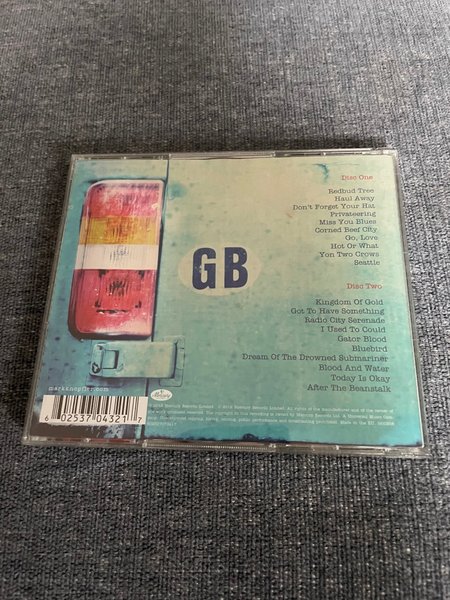 Disc One
Redbud Tree
Haul Away
Don't Forget Your Hat
Privateering
Miss You Blues
Corned Beef City
Go, Love
Hot Or What
Yon Two Crows
Seattle
GB
Disc Two
Kingdom Of Gold
Got To Have Something
Radio City Serenade
I Used To Could
Gator Blood
Bluebird
Dream Of The Drowned Submariner
Blood And Water
Today Is Okay
After The Beanstalk
markknopfler.com
6 02537 04321 7
Mercury